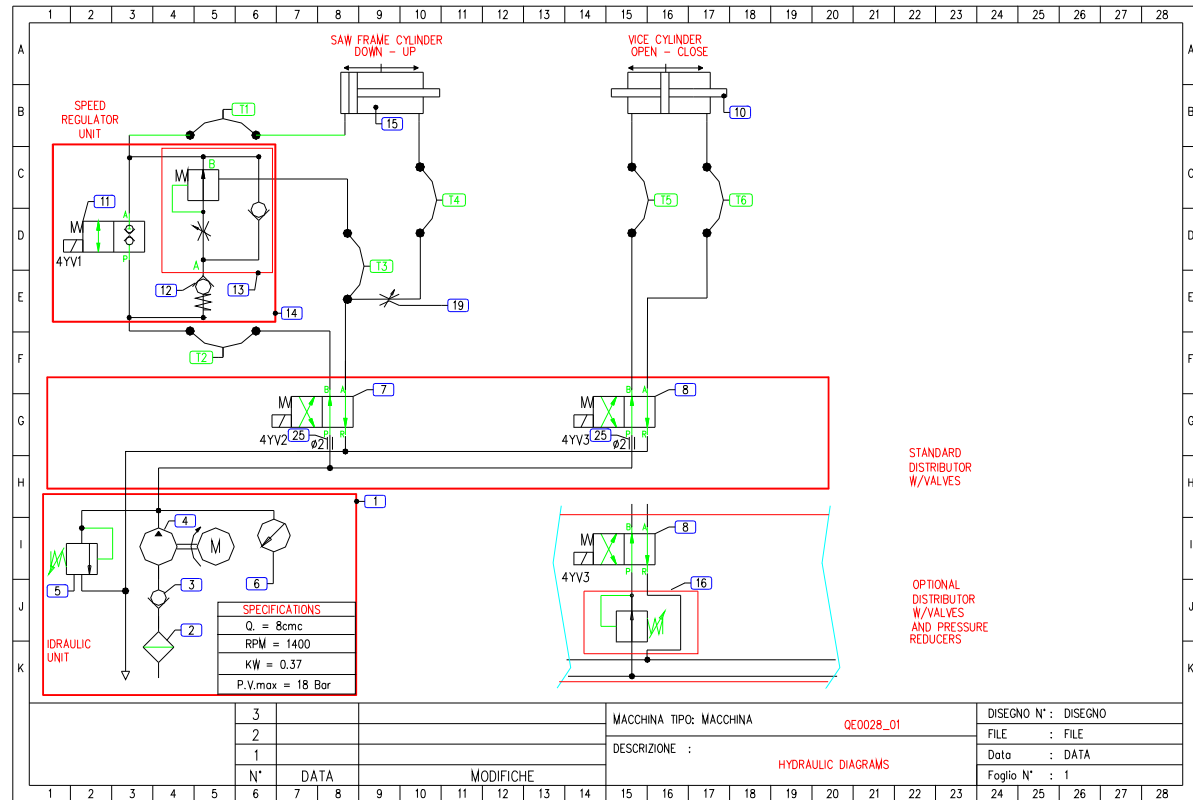 1 2 3 4 5 6 7 8 9 10 11 12 13 14 15 16 17 18 19 20 21 22 23 24 25 26 27 28
A A
SAW FRAME CYLINDER
DOWN - UP
VICE CYLINDER
OPEN - CLOSE
B B
SPEED
REGULATOR
UNIT
T1
15
10
C C
B
11
T4
T5
T6
D D
A
P
4YV1
A
T3
E E
12
13
14
19
F F
T2
B A
7
B A
8
G G
P R
P R
4YV2
25
ø2
4YV3
25
ø2
STANDARD
DISTRIBUTOR
W/VALVES
H H
1
I I
4
M
B A
8
5
6
3
P R
4YV3
16
J J
OPTIONAL
DISTRIBUTOR
W/VALVES
AND PRESSURE
REDUCERS
2
SPECIFICATIONS
Q. = 8cmc
RPM = 1400
KW = 0.37
P.V.max = 18 Bar
IDRAULIC
UNIT
K K
3
2
1
N° DATA MODIFICHE
MACCHINA TIPO: MACCHINA QE0028_01
DESCRIZIONE :
HYDRAULIC DIAGRAMS
DISEGNO N° : DISEGNO
FILE : FILE
Data : DATA
Foglio N° : 1
1 2 3 4 5 6 7 8 9 10 11 12 13 14 15 16 17 18 19 20 21 22 23 24 25 26 27 28